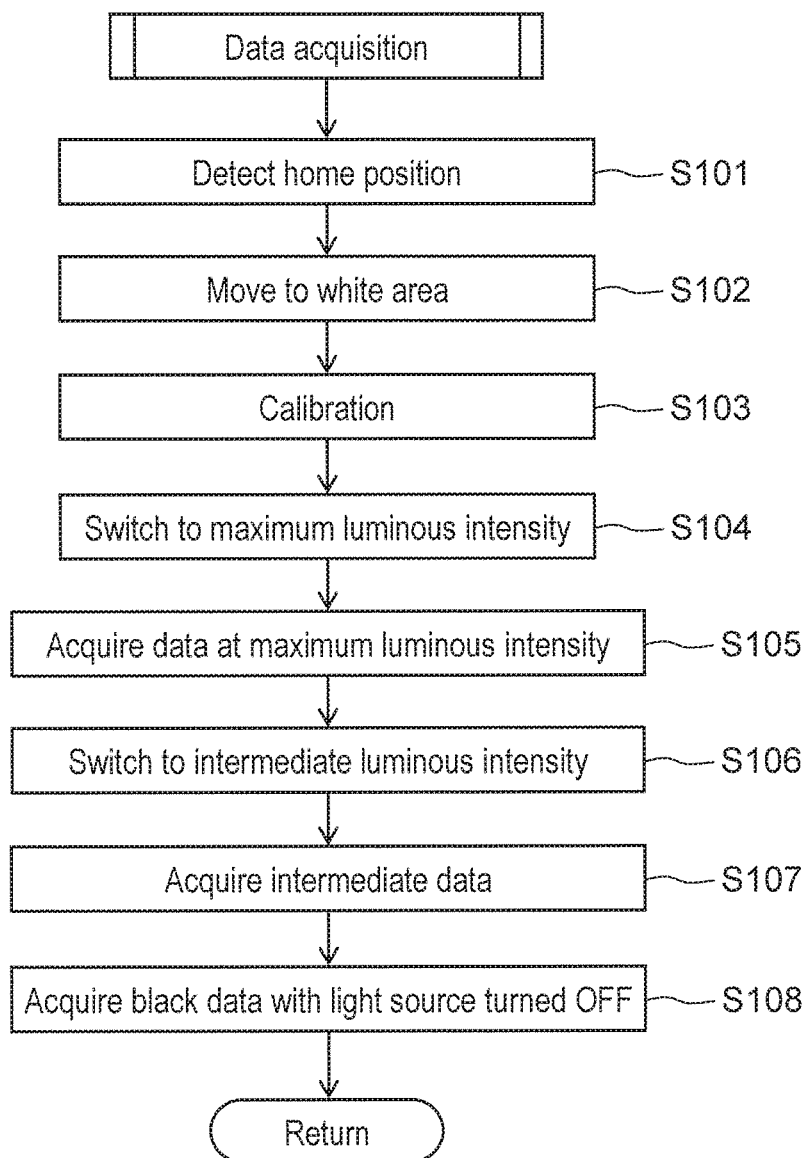 Data acquisition
Detect home position
S101
Move to white area
S102
Calibration
S103
Switch to maximum luminous intensity
S104
Acquire data at maximum luminous intensity
S105
Switch to intermediate luminous intensity
S106
Acquire intermediate data
S107
Acquire black data with light source turned OFF
S108
Return